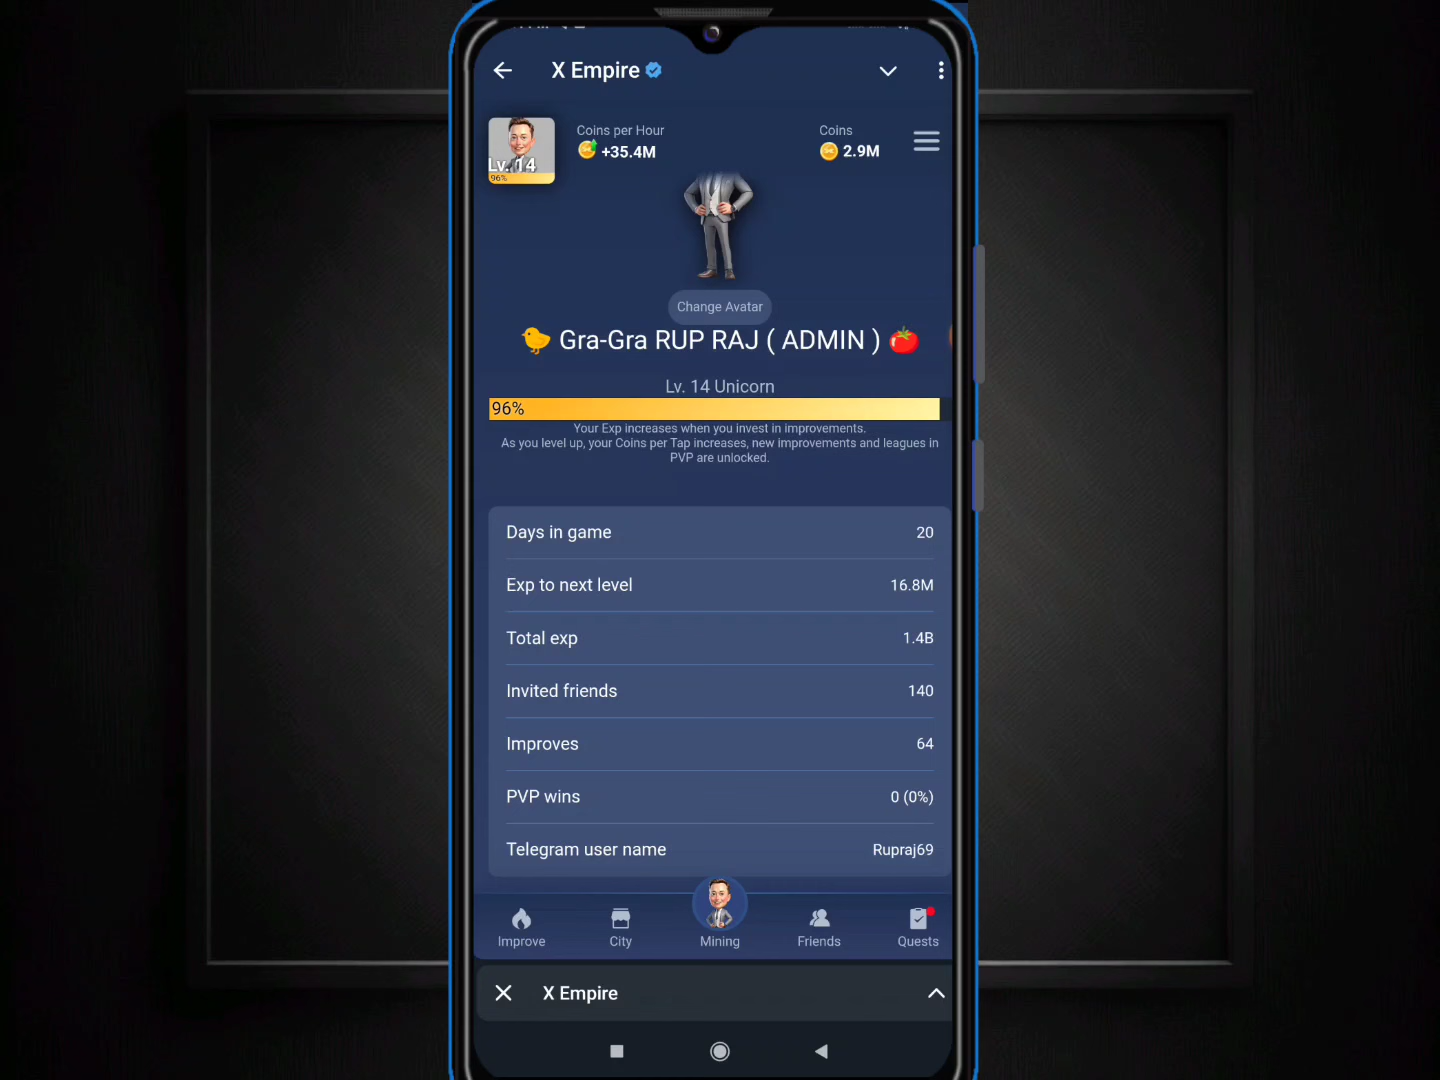 X Empire
Coins per Hour
+35.4M
Coins
2.9M
Lv. 14
96%
Change Avatar
🐤 Gra-Gra RUP RAJ ( ADMIN ) 🍅
Lv. 14 Unicorn
96%
Your Exp increases when you invest in improvements.
As you level up, your Coins per Tap increases, new improvements and leagues in
PVP are unlocked.
Days in game 20
Exp to next level 16.8M
Total exp 1.4B
Invited friends 140
Improves 64
PVP wins 0 (0%)
Telegram user name Rupraj69
Improve City Mining Friends Quests
X Empire